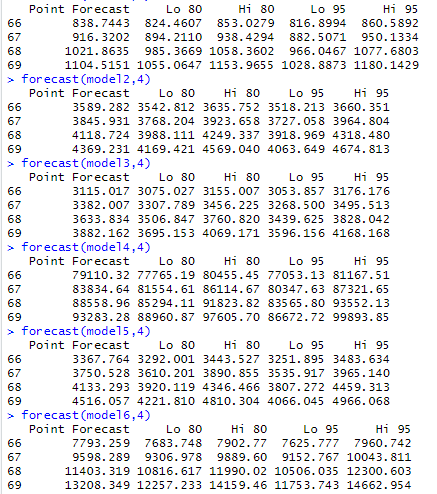 Point Forecast Lo 80 Hi 80 Lo 95 Hi 95
66 838.7443 824.4607 853.0279 816.8994 860.5892
67 916.3202 894.2110 938.4294 882.5071 950.1334
68 1021.8635 985.3669 1058.3602 966.0467 1077.6803
69 1104.5151 1055.0647 1153.9655 1028.8873 1180.1429
> forecast(model2,4)
Point Forecast Lo 80 Hi 80 Lo 95 Hi 95
66 3589.282 3542.812 3635.752 3518.213 3660.351
67 3845.931 3768.204 3923.658 3727.058 3964.804
68 4118.724 3988.111 4249.337 3918.969 4318.480
69 4369.231 4169.421 4569.040 4063.649 4674.813
> forecast(model3,4)
Point Forecast Lo 80 Hi 80 Lo 95 Hi 95
66 3115.017 3075.027 3155.007 3053.857 3176.176
67 3382.007 3307.789 3456.225 3268.500 3495.513
68 3633.834 3506.847 3760.820 3439.625 3828.042
69 3882.162 3695.153 4069.171 3596.156 4168.168
> forecast(model4,4)
Point Forecast Lo 80 Hi 80 Lo 95 Hi 95
66 79110.32 77765.19 80455.45 77053.13 81167.51
67 83834.64 81554.61 86114.67 80347.63 87321.65
68 88558.96 85294.11 91823.82 83565.80 93552.13
69 93283.28 88960.87 97605.70 86672.72 99893.85
> forecast(model5,4)
Point Forecast Lo 80 Hi 80 Lo 95 Hi 95
66 3367.764 3292.001 3443.527 3251.895 3483.634
67 3750.528 3610.201 3890.855 3535.917 3965.140
68 4133.293 3920.119 4346.466 3807.272 4459.313
69 4516.057 4221.810 4810.304 4066.045 4966.068
> forecast(model6,4)
Point Forecast Lo 80 Hi 80 Lo 95 Hi 95
66 7793.259 7683.748 7902.77 7625.777 7960.742
67 9598.289 9306.978 9889.60 9152.767 10043.811
68 11403.319 10816.617 11990.02 10506.035 12300.603
69 13208.349 12257.233 14159.46 11753.743 14662.954